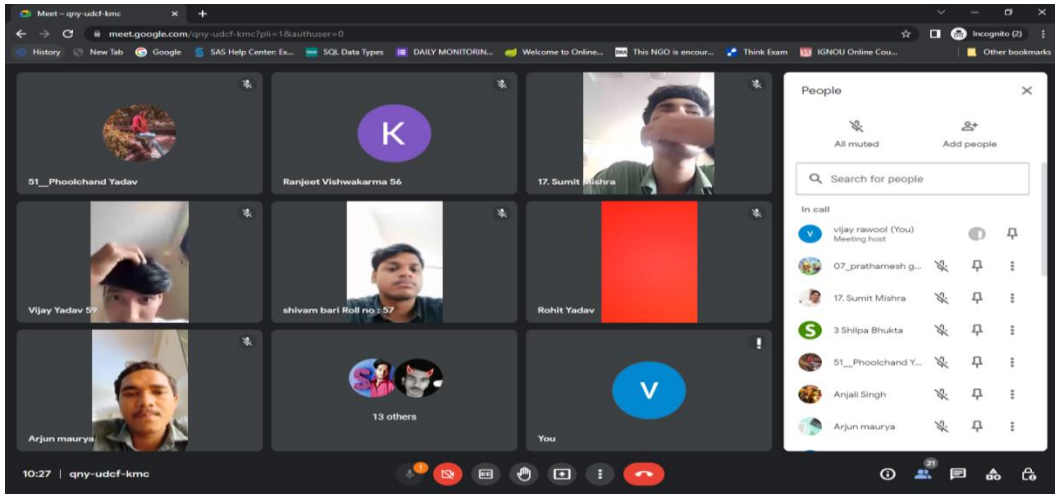 Meet – qny-udcf-kmc
meet.google.com/qny-udcf-kmc?pli=1&authuser=0
Incognito (2)
History
New Tab
Google
SAS Help Center: Ex...
SQL Data Types
DAILY MONITORIN...
Welcome to Online...
This NGO is encour...
Think Exam
IGNOU Online Cou...
Other bookmarks
51__Phoolchand Yadav
K
Ranjeet Vishwakarma 56
17. Sumit Mishra
Vijay Yadav 59
shivam bari Roll no : 57
Rohit Yadav
Arjun maurya
13 others
V
You
People
All muted
Add people
Search for people
In call
V
vijay rawool (You)
Meeting host
07_prathamesh g...
17. Sumit Mishra
S
3 Shilpa Bhukta
51__Phoolchand Y...
Anjali Singh
Arjun maurya
10:27 | qny-udcf-kmc
21